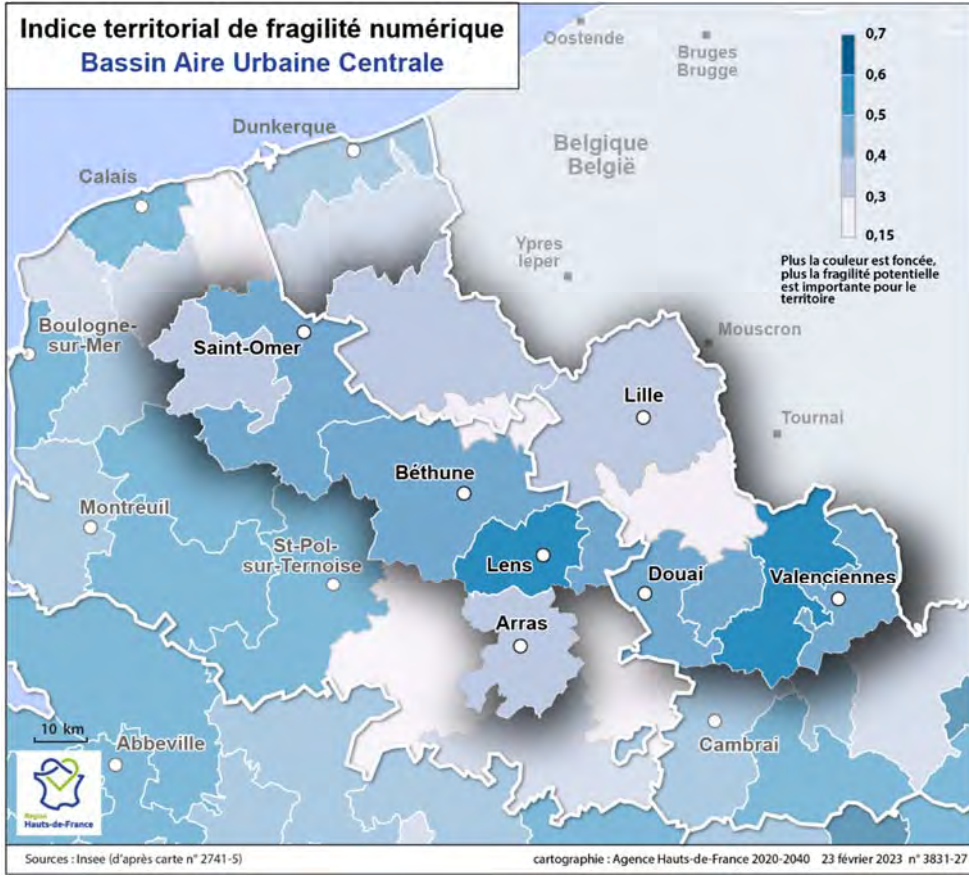 Indice territorial de fragilité numérique
Bassin Aire Urbaine Centrale
Oostende
Bruges
Brugge
0,7
0,6
0,5
0,4
0,3
0,15
Plus la couleur est foncée,
plus la fragilité potentielle
est importante pour le
territoire
Belgique
België
Dunkerque
Calais
Ypres
Ieper
Boulogne-
sur-Mer
Saint-Omer
Mouscron
Lille
Tournai
Béthune
Montreuil
St-Pol-
sur-Ternoise
Lens
Douai
Valenciennes
Arras
10 km
Abbeville
Cambrai
Région
Hauts-de-France
Sources : Insee (d'après carte n° 2741-5)
cartographie : Agence Hauts-de-France 2020-2040 23 février 2023 n° 3831-27